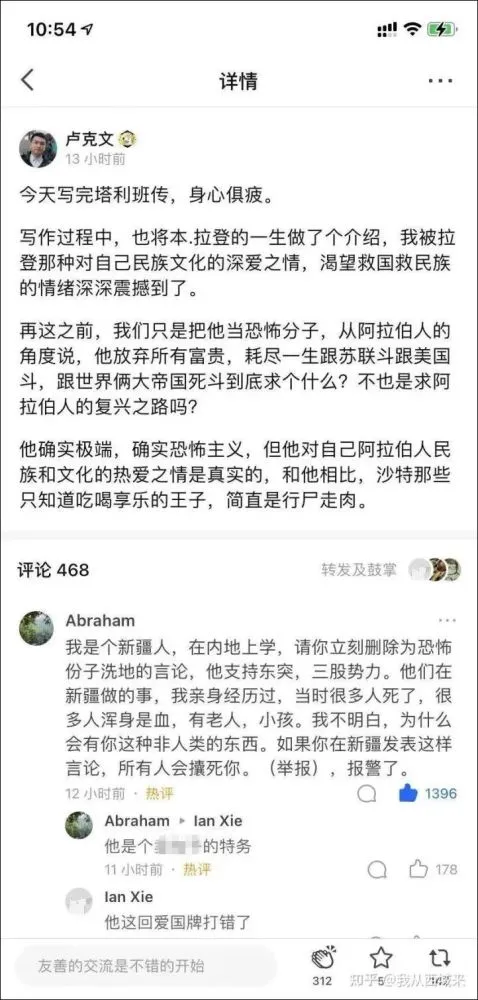 10:54
详情
卢克文
13 小时前
今天写完塔利班传，身心俱疲。
写作过程中，也将本.拉登的一生做了个介绍，我被拉
登那种对自己民族文化的深爱之情，渴望救国救民族
的情绪深深震撼到了。
再这之前，我们只是把他当恐怖分子，从阿拉伯人的
角度说，他放弃所有富贵，耗尽一生跟苏联斗跟美国
斗，跟世界俩大帝国死斗到底求个什么？不也是求阿
拉伯人的复兴之路吗？
他确实极端，确实恐怖主义，但他对自己阿拉伯人民
族和文化的热爱之情是真实的，和他相比，沙特那些
只知道吃喝享乐的王子，简直是行尸走肉。
评论 468
转发及鼓掌
Abraham
我是个新疆人，在内地上学，请你立刻删除为恐怖
份子洗地的言论，他支持东突，三股势力。他们在
新疆做的事，我亲身经历过，当时很多人死了，很
多人浑身是血，有老人，小孩。我不明白，为什么
会有你这种非人类的东西。如果你在新疆发表这样
言论，所有人会攮死你。（举报），报警了。
12 小时前 · 热评
1396
Abraham ▸ Ian Xie
他是个
的特务
11 小时前 · 热评
178
Ian Xie
他这回爱国牌打错了
友善的交流是不错的开始
312
5
147
知乎 @我从西域来